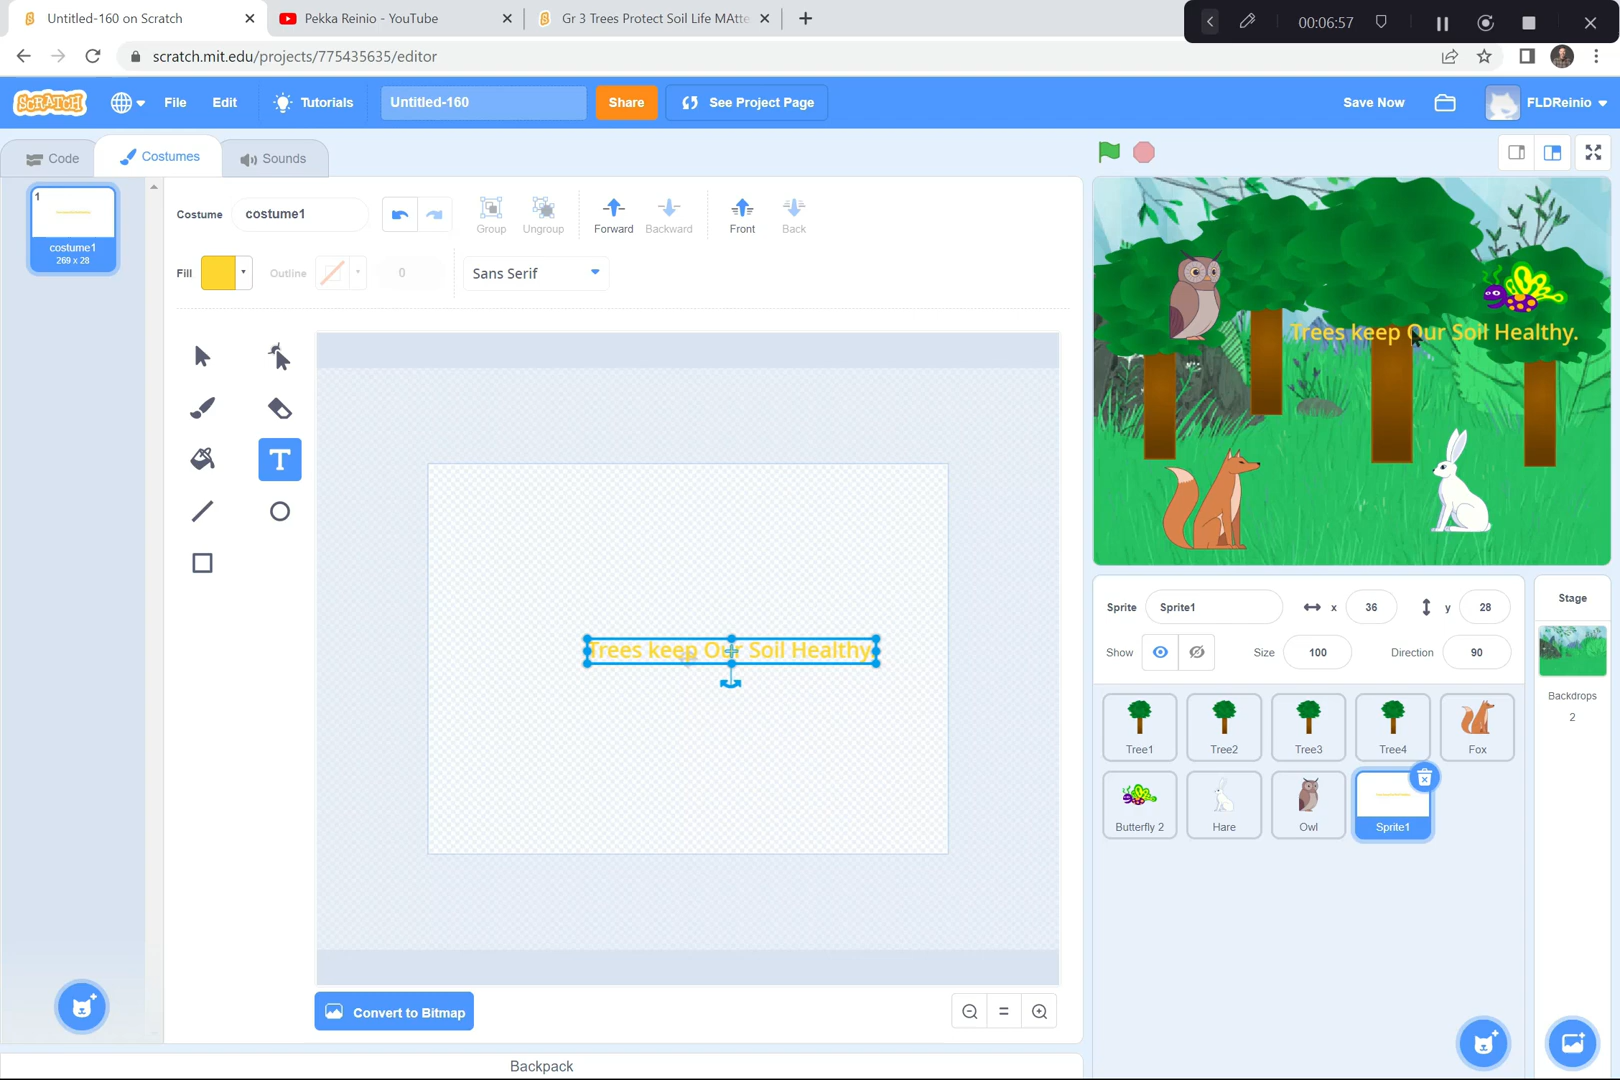 Untitled-160 on Scratch
Pekka Reinio - YouTube
Gr 3 Trees Protect Soil Life MAtte
00:06:57
scratch.mit.edu/projects/775435635/editor
SCRATCH
File
Edit
Tutorials
Untitled-160
Share
See Project Page
Save Now
FLDReinio
Code
Costumes
Sounds
1
costume1
269 x 28
Costume
costume1
Group
Ungroup
Forward
Backward
Front
Back
Fill
Outline
0
Sans Serif
Trees keep Our Soil Healthy.
Trees keep Our Soil Healthy.
Convert to Bitmap
Backpack
Sprite
Sprite1
x
36
y
28
Show
Size
100
Direction
90
Tree1
Tree2
Tree3
Tree4
Fox
Butterfly 2
Hare
Owl
Sprite1
Stage
Backdrops
2